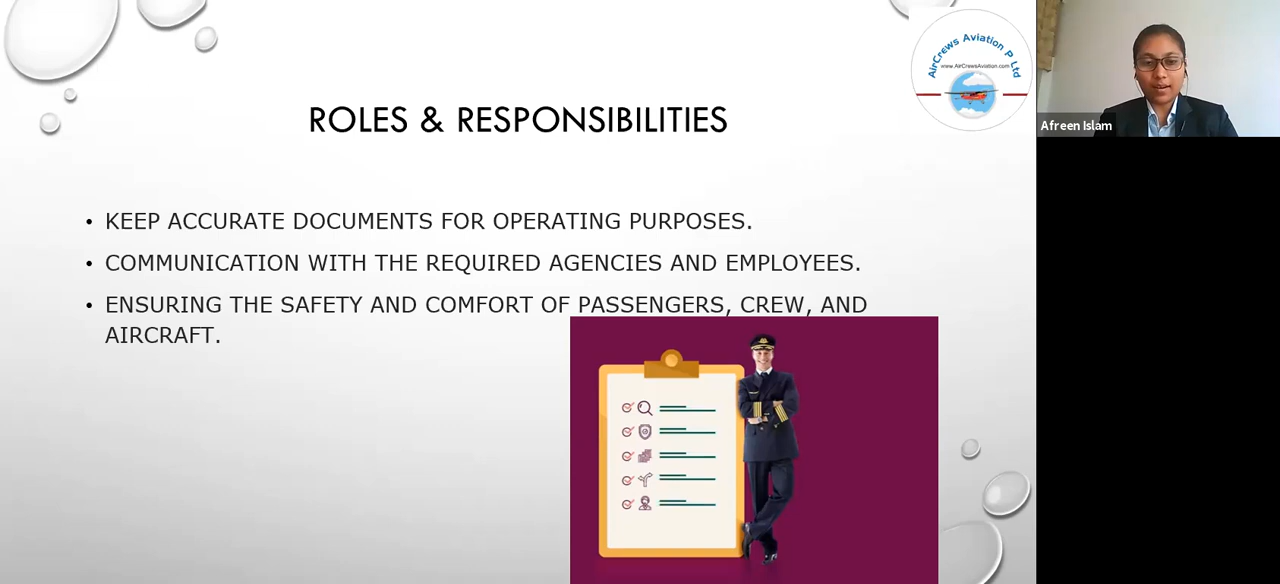 AirCrews Aviation P Ltd
www.AirCrewsAviation.com
Afreen Islam
ROLES & RESPONSIBILITIES
• KEEP ACCURATE DOCUMENTS FOR OPERATING PURPOSES.
• COMMUNICATION WITH THE REQUIRED AGENCIES AND EMPLOYEES.
• ENSURING THE SAFETY AND COMFORT OF PASSENGERS, CREW, AND
AIRCRAFT.